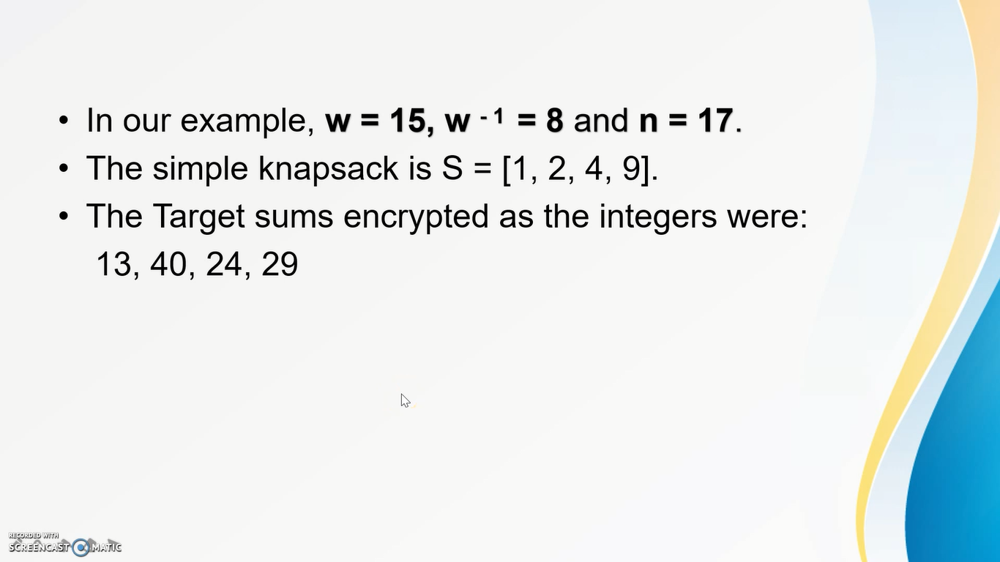 • In our example, w = 15, w -1 = 8 and n = 17.
• The simple knapsack is S = [1, 2, 4, 9].
• The Target sums encrypted as the integers were:
13, 40, 24, 29
RECORDED WITH
SCREENCAST MATIC